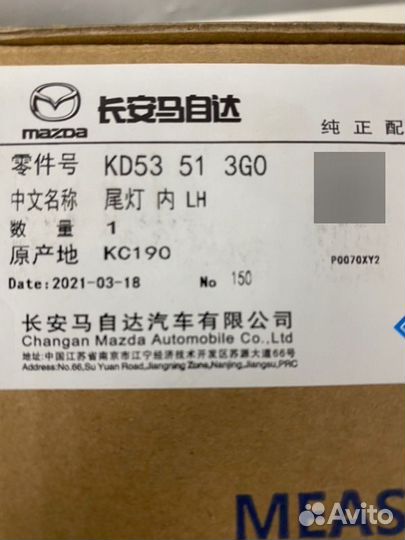 mazda 长安马自达
纯正配
零件号 KD53 51 3G0
中文名称 尾灯 内 LH
数量 1
原产地 KC190
P0070XY2
Date:2021-03-18 No 150
长安马自达汽车有限公司
Changan Mazda Automobile Co.,Ltd
地址:中国江苏省南京市江宁经济技术开发区苏源大道66号
Address:No.66,Su Yuan Road,Jiangning Zone,Nanjing,Jiangsu,PRC
MEAS
Avito